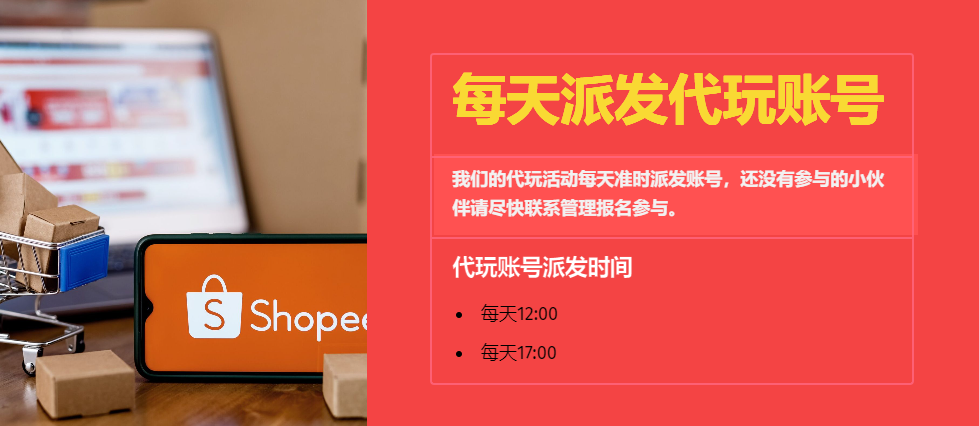 每天派发代玩账号
我们的代玩活动每天准时派发账号，还没有参与的小伙
伴请尽快联系管理报名参与。
代玩账号派发时间
每天12:00
每天17:00
Shopee